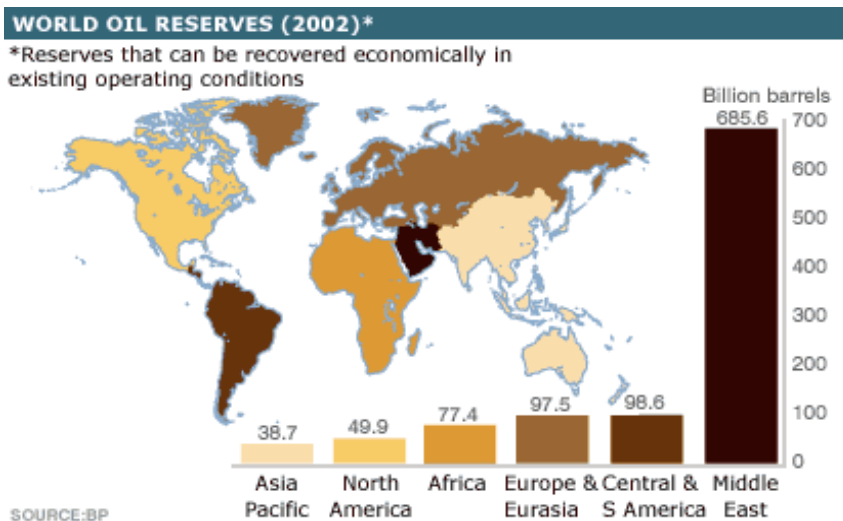 WORLD OIL RESERVES (2002)*
*Reserves that can be recovered economically in
existing operating conditions
Billion barrels
685.6
700
600
500
400
300
200
100
0
38.7
49.9
77.4
97.5
98.6
Asia
Pacific
North
America
Africa
Europe &
Eurasia
Central &
S America
Middle
East
SOURCE:BP